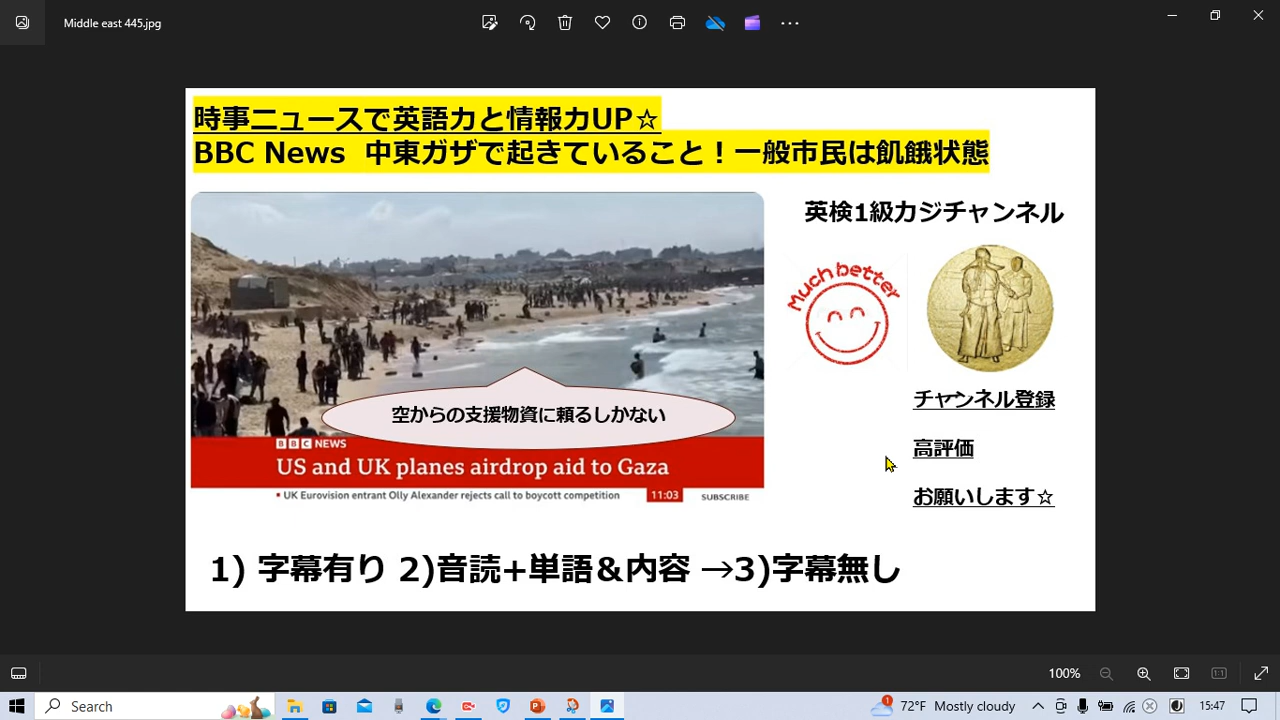 Middle east 445.jpg
時事ニュースで英語力と情報力UP☆
BBC News 中東ガザで起きていること！一般市民は飢餓状態
英検1級カジチャンネル
Much better
チャンネル登録
高評価
お願いします☆
空からの支援物資に頼るしかない
BBC NEWS
US and UK planes airdrop aid to Gaza
UK Eurovision entrant Olly Alexander rejects call to boycott competition
11:03
SUBSCRIBE
1) 字幕有り 2)音読+単語＆内容 →3)字幕無し
100%
1:1
Search
1
72°F Mostly cloudy
15:47